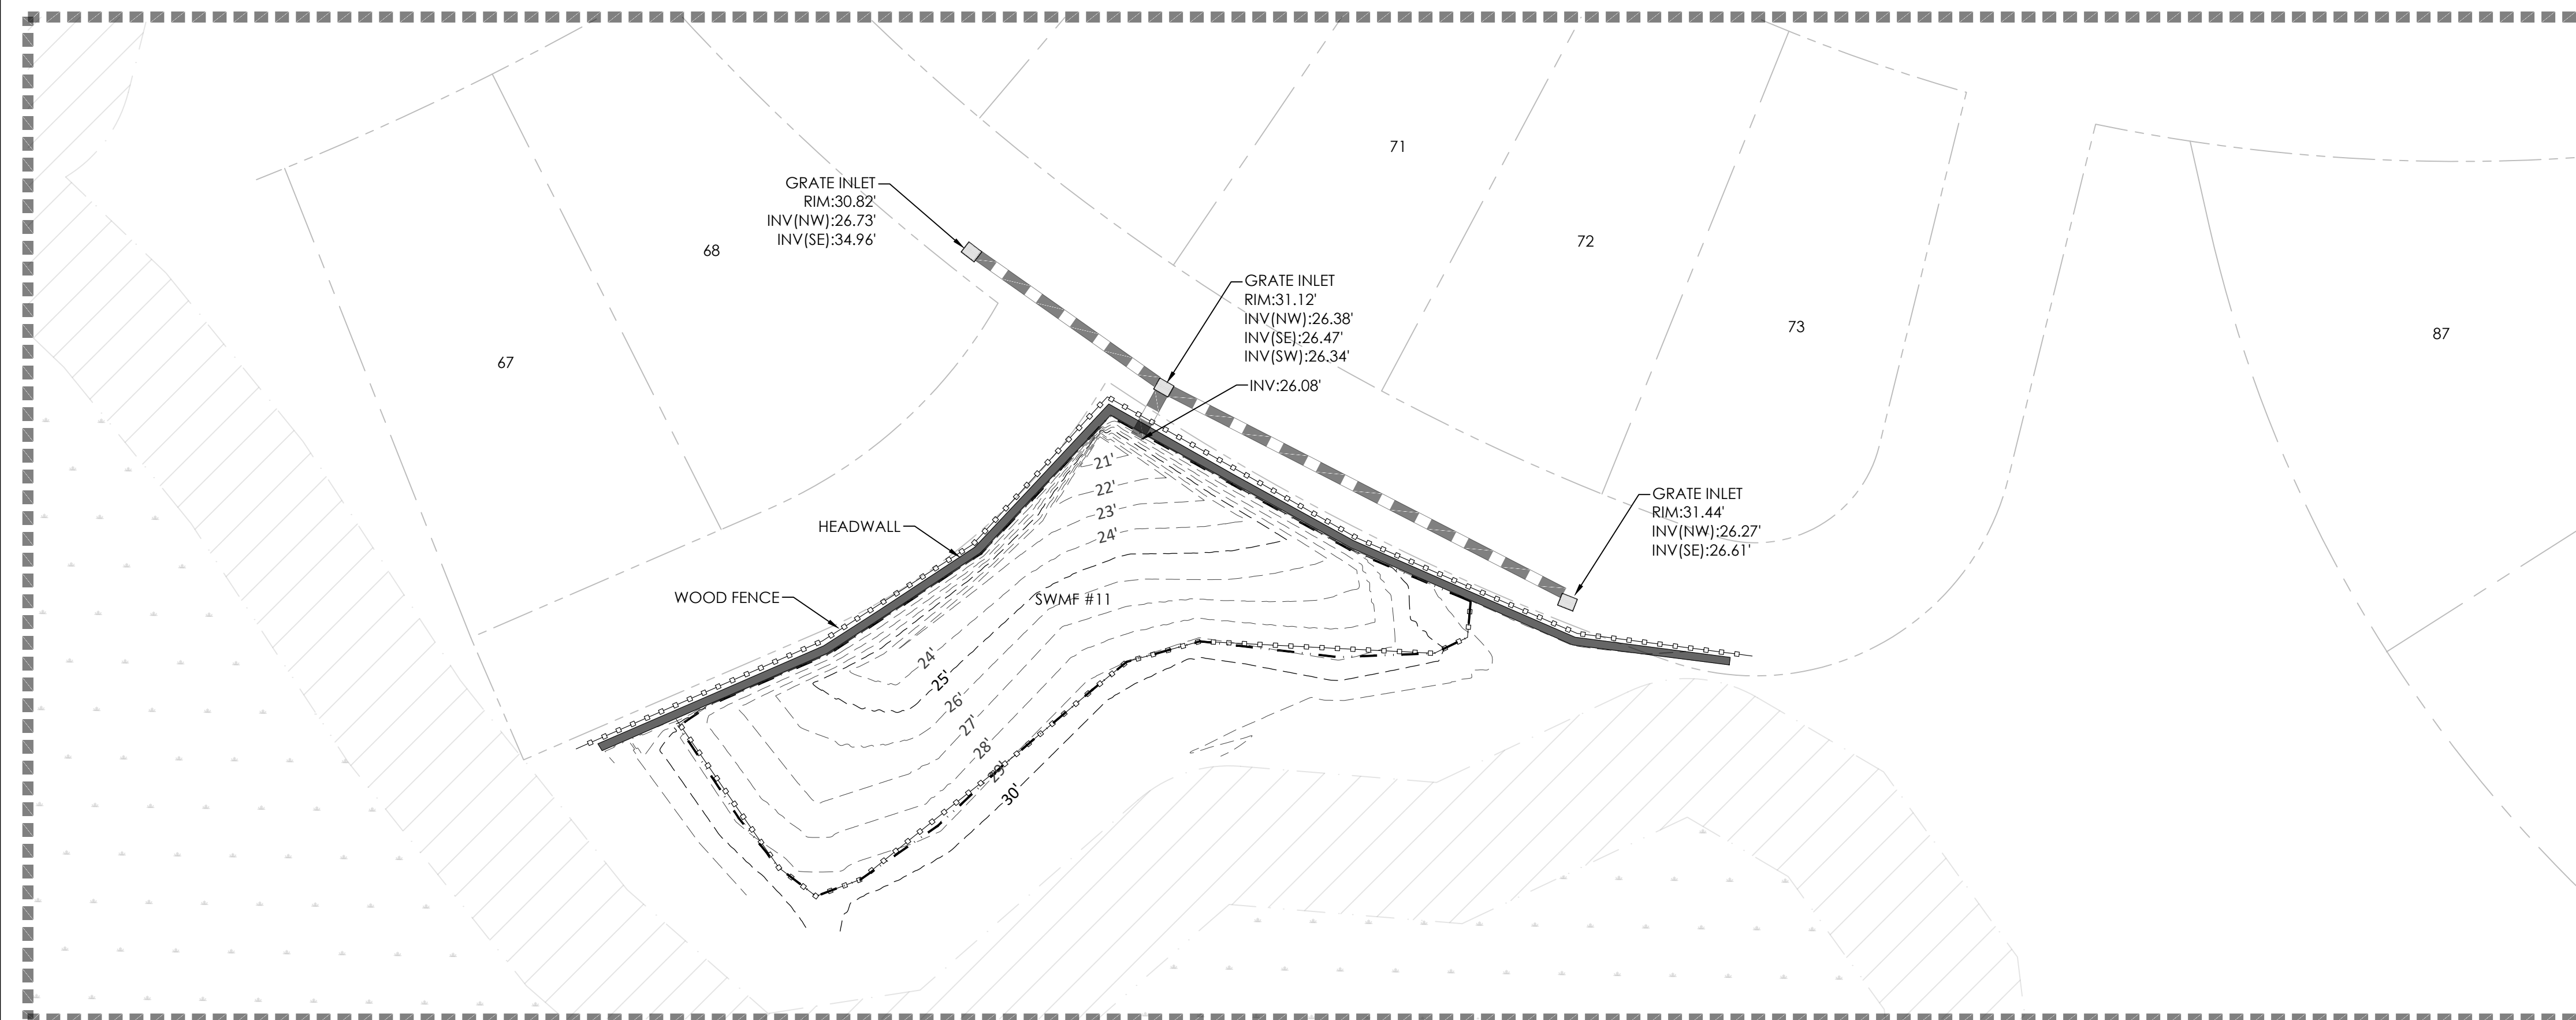 71
GRATE INLET
RIM:30.82'
INV(NW):26.73'
INV(SE):34.96'
68
72
GRATE INLET
RIM:31.12'
INV(NW):26.38'
INV(SE):26.47'
INV(SW):26.34'
INV:26.08'
73
87
67
21'
22'
23'
24'
GRATE INLET
RIM:31.44'
INV(NW):26.27'
INV(SE):26.61'
HEADWALL
WOOD FENCE
SWMF #11
24'
25'
26'
27'
28'
29'
30'